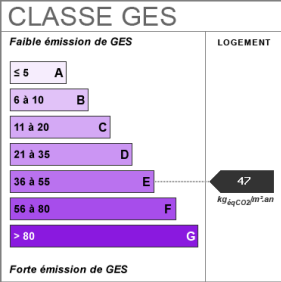 CLASSE GES
Faible émission de GES
LOGEMENT
≤ 5 A
6 à 10 B
11 à 20 C
21 à 35 D
36 à 55 E
47
kgéqCO2/m².an
56 à 80 F
> 80 G
Forte émission de GES